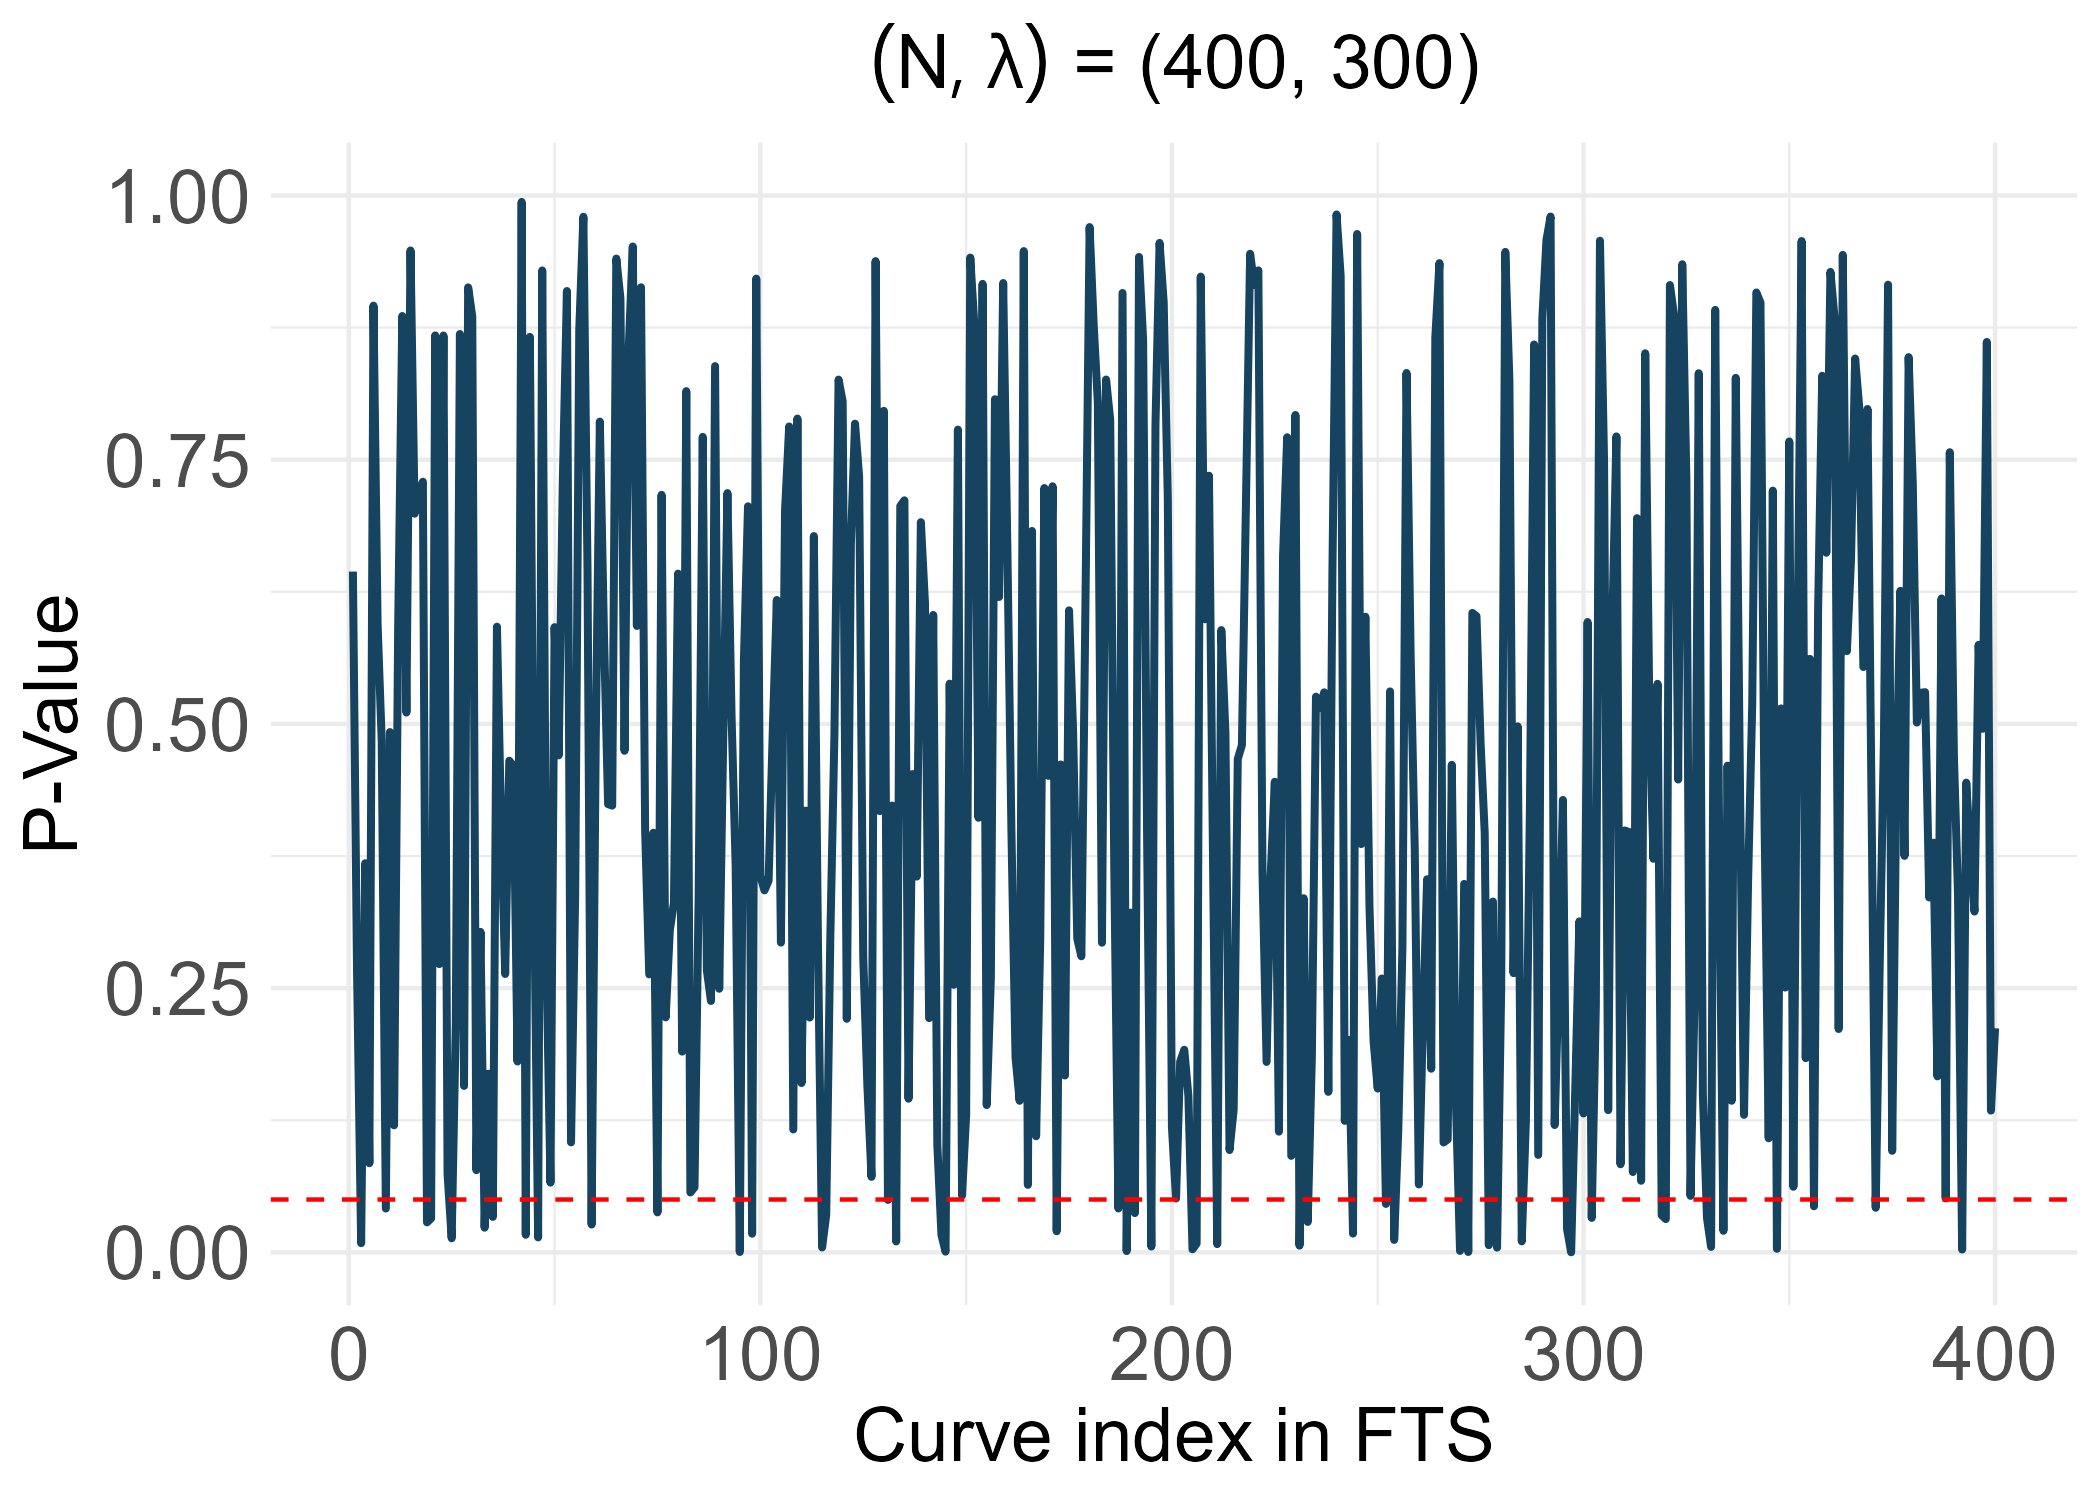 (N, λ) = (400, 300)
1.00
0.75
0.50
0.25
0.00
P-Value
0 100 200 300 400
Curve index in FTS